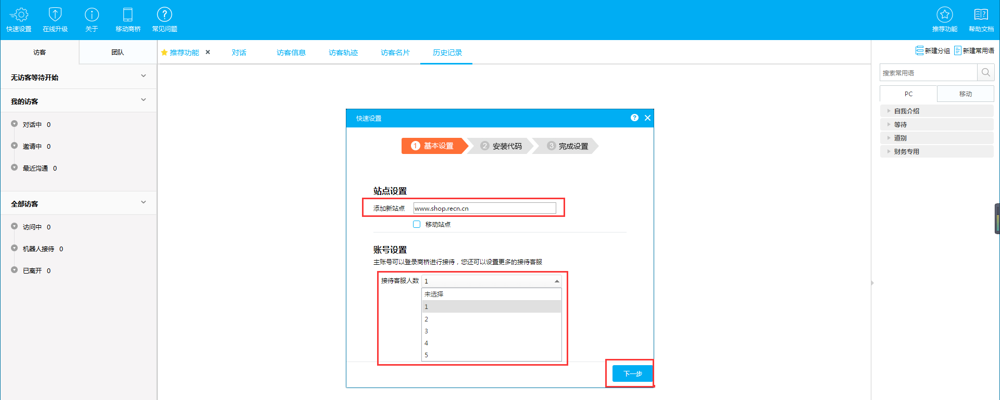 快速设置
在线升级
关于
移动商桥
常见问题
推荐功能
帮助文档
访客
团队
推荐功能
对话
访客信息
访客轨迹
访客名片
历史记录
新建分组
新建常用语
无访客等待开始
我的访客
对话中 0
邀请中 0
最近沟通 0
全部访客
访问中 0
机器人接待 0
已离开 0
快速设置
1 基本设置
2 安装代码
3 完成设置
站点设置
添加新站点 www.shop.recn.cn
移动站点
账号设置
主账号可以登录商桥进行接待，您还可以设置更多的接待客服
接待客服人数 1
未选择
1
2
3
4
5
下一步
搜索常用语
PC
移动
自我介绍
等待
道别
财务专用